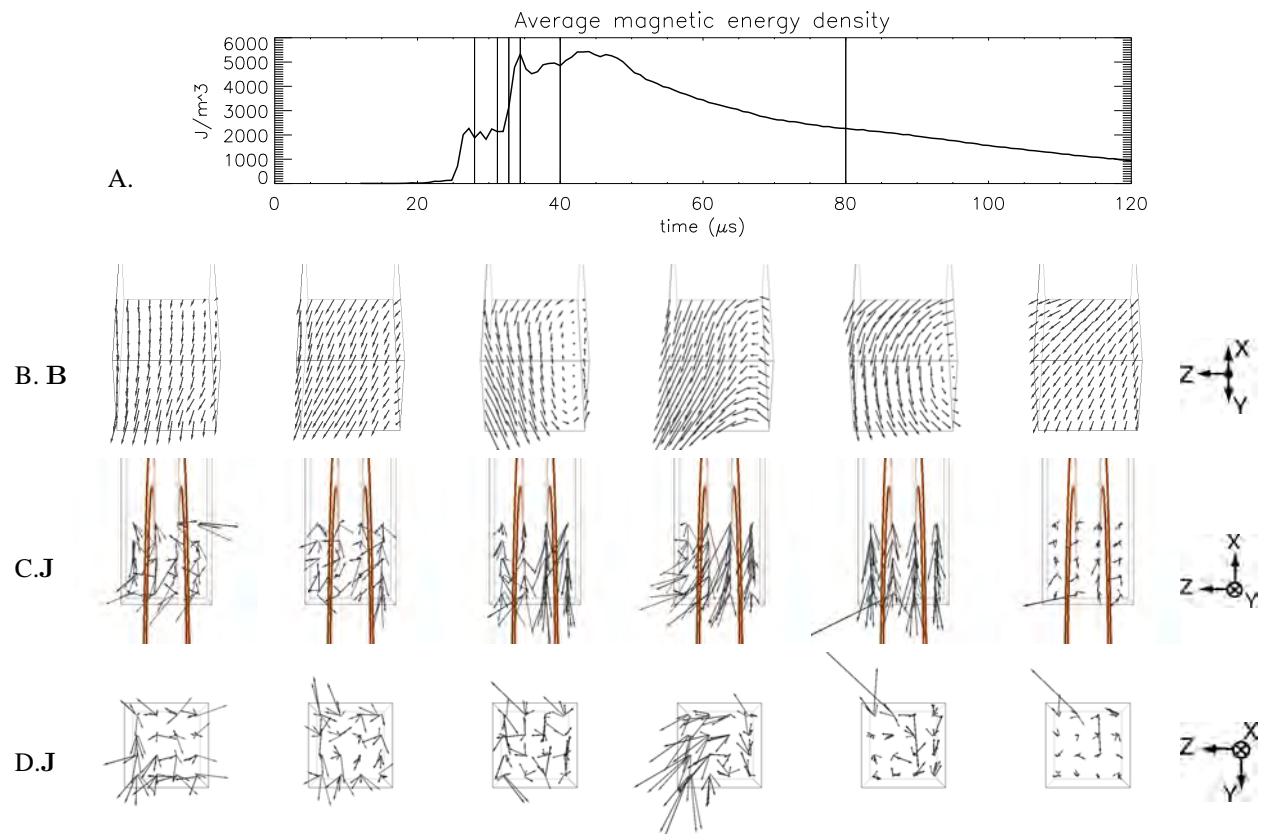 Average magnetic energy density
6000
5000
4000
3000
2000
1000
0
J/m^3
A.
0 20 40 60 80 100 120
time (μs)
B. B
X
Z
Y
C.J
X
Z
Y
D.J
X
Z
Y